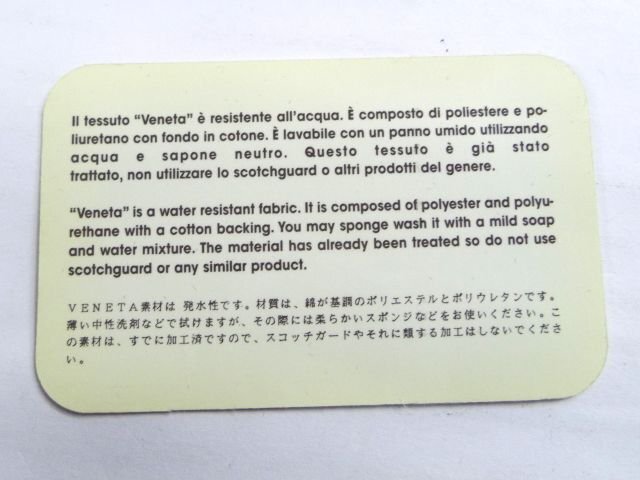 Il tessuto "Veneta" è resistente all'acqua. È composto di poliestere e po-
liuretano con fondo in cotone. È lavabile con un panno umido utilizzando
acqua e sapone neutro. Questo tessuto è già stato
trattato, non utilizzare lo scotchguard o altri prodotti del genere.
"Veneta" is a water resistant fabric. It is composed of polyester and polyu-
rethane with a cotton backing. You may sponge wash it with a mild soap
and water mixture. The material has already been treated so do not use
scotchguard or any similar product.
VENETA素材は 発水性です。材質は、綿が基調のポリエステルとポリウレタンです。
薄い中性洗剤などで拭けますが、その際には柔らかいスポンジなどをお使いください。こ
の素材は、すでに加工済ですので、スコッチガードやそれに類する加工はしないでくださ
い。